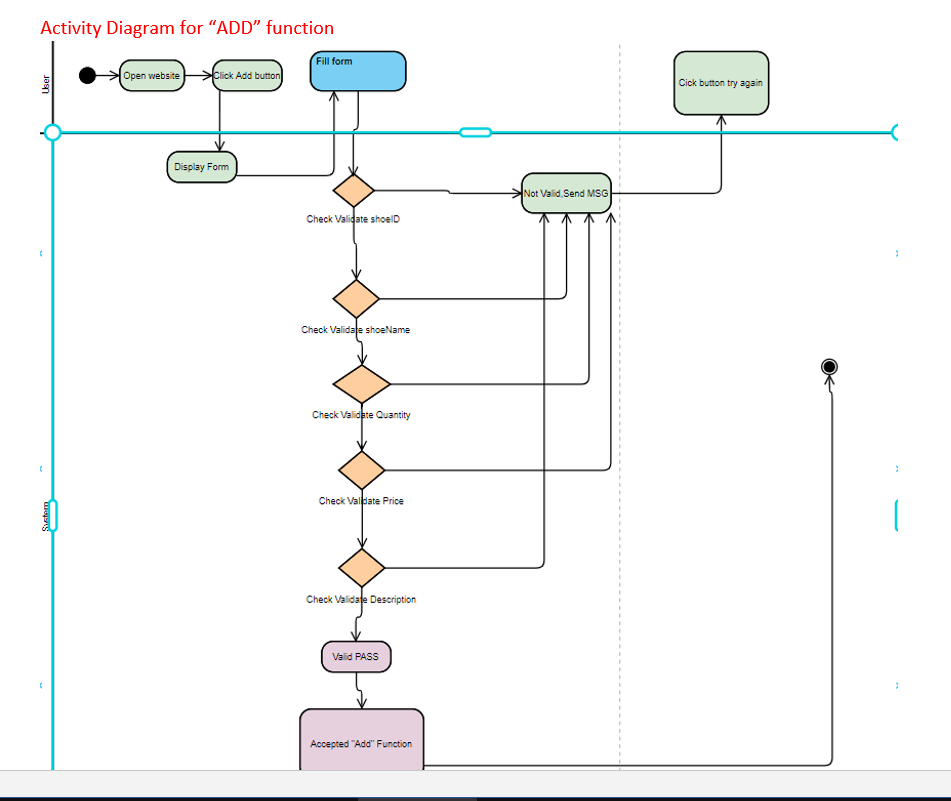 Activity Diagram for “ADD” function
User
Open website
Click Add button
Fill form
Cick button try again
Display Form
Not Valid,Send MSG
Check Validate shoeID
Check Validate shoeName
Check Validate Quantity
Check Validate Price
System
Check Validate Description
Valid PASS
Accepted "Add" Function